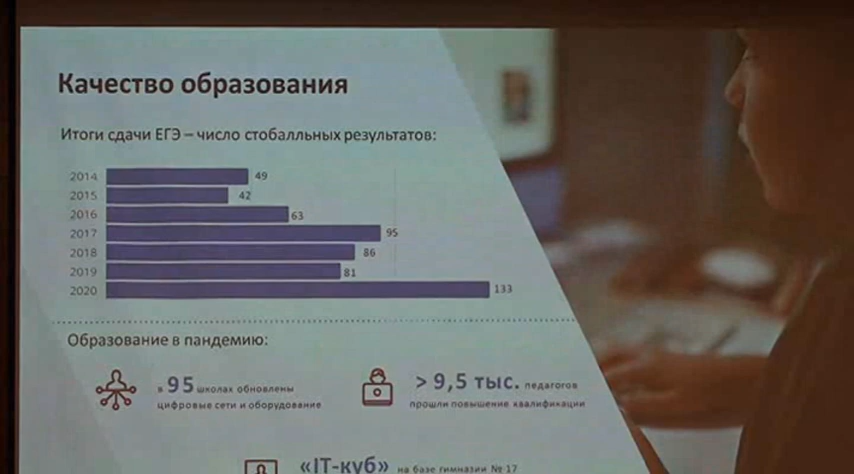 Качество образования
Итоги сдачи ЕГЭ – число стобалльных результатов:
2014 49
2015 42
2016 63
2017 95
2018 86
2019 81
2020 133
Образование в пандемию:
в 95 школах обновлены
цифровые сети и оборудование
> 9,5 тыс. педагогов
прошли повышение квалификации
«IT-куб» на базе гимназии № 17